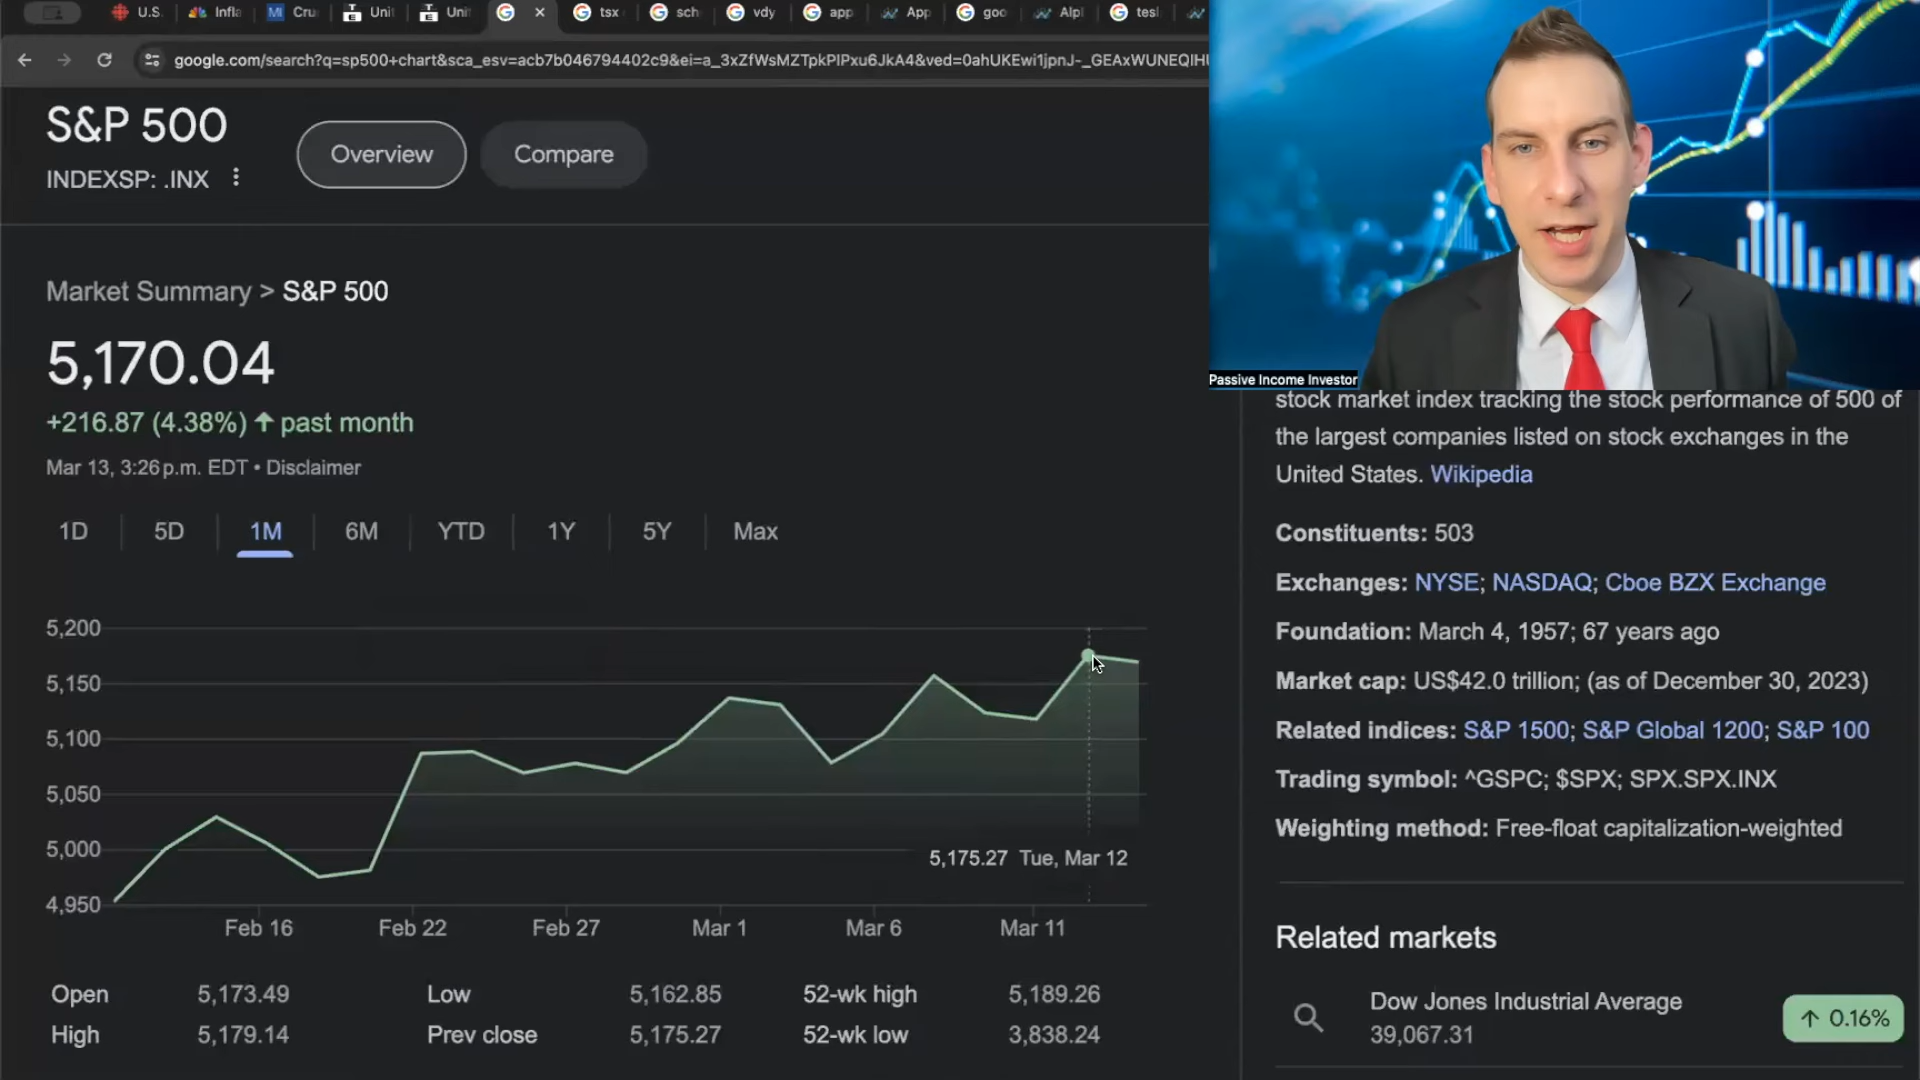 U.S.
Infla
Cru
Unit
Unit
tsx
sch
vdy
app
App
goo
Alpl
tesl
google.com/search?q=sp500+chart&sca_esv=acb7b046794402c9&ei=a_3xZfWsMZTpkPIPxu6JkA4&ved=0ahUKEwi1jpnJ-_GEAxWUNEQIHU
S&P 500
Overview
Compare
INDEXSP: .INX
Market Summary > S&P 500
5,170.04
+216.87 (4.38%) ↑ past month
Mar 13, 3:26 p.m. EDT • Disclaimer
1D 5D 1M 6M YTD 1Y 5Y Max
5,200
5,150
5,100
5,050
5,000
4,950
5,175.27 Tue, Mar 12
Feb 16 Feb 22 Feb 27 Mar 1 Mar 6 Mar 11
Open 5,173.49 Low 5,162.85 52-wk high 5,189.26
High 5,179.14 Prev close 5,175.27 52-wk low 3,838.24
Passive Income Investor
stock market index tracking the stock performance of 500 of
the largest companies listed on stock exchanges in the
United States. Wikipedia
Constituents: 503
Exchanges: NYSE; NASDAQ; Cboe BZX Exchange
Foundation: March 4, 1957; 67 years ago
Market cap: US$42.0 trillion; (as of December 30, 2023)
Related indices: S&P 1500; S&P Global 1200; S&P 100
Trading symbol: ^GSPC; $SPX; SPX.SPX.INX
Weighting method: Free-float capitalization-weighted
Related markets
Dow Jones Industrial Average
39,067.31
↑ 0.16%